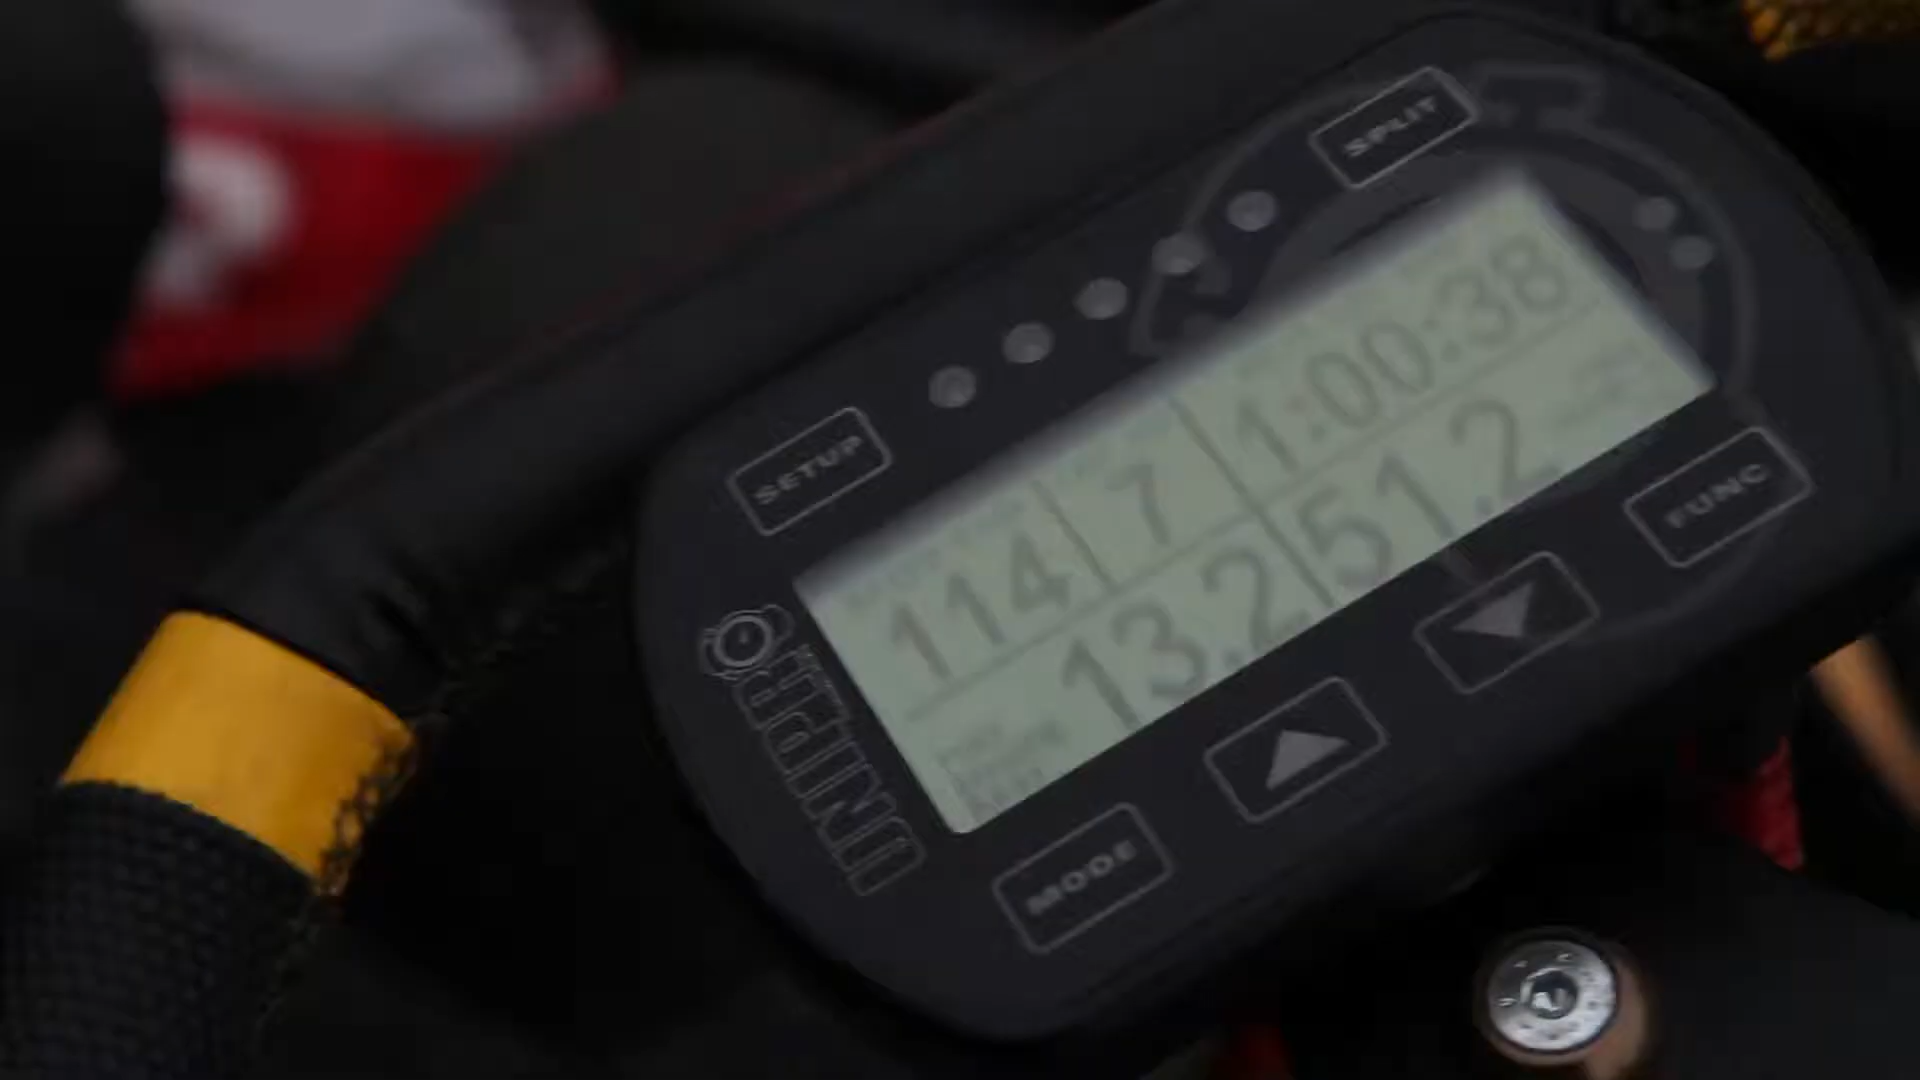 SPLIT
SETUP
114 7 1:00:38
13.2 51.2
FUNC
UNIPRO
MODE